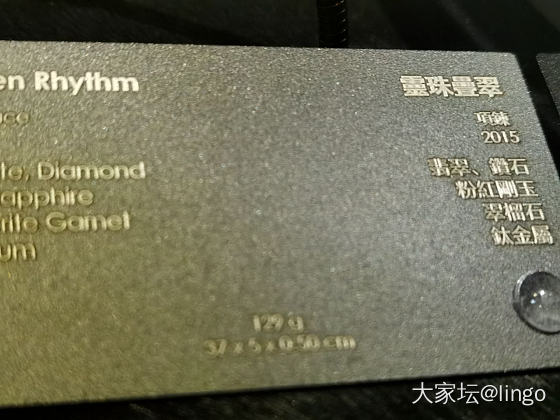 en Rhythm
靈珠疊翠
項鍊
2015
ite, Diamond
apphire
rite Garnet
um
翡翠、鑽石
粉紅剛玉
翠榴石
鈦金屬
129 g
37 x 5 x 0.50 cm
大家坛@lingo